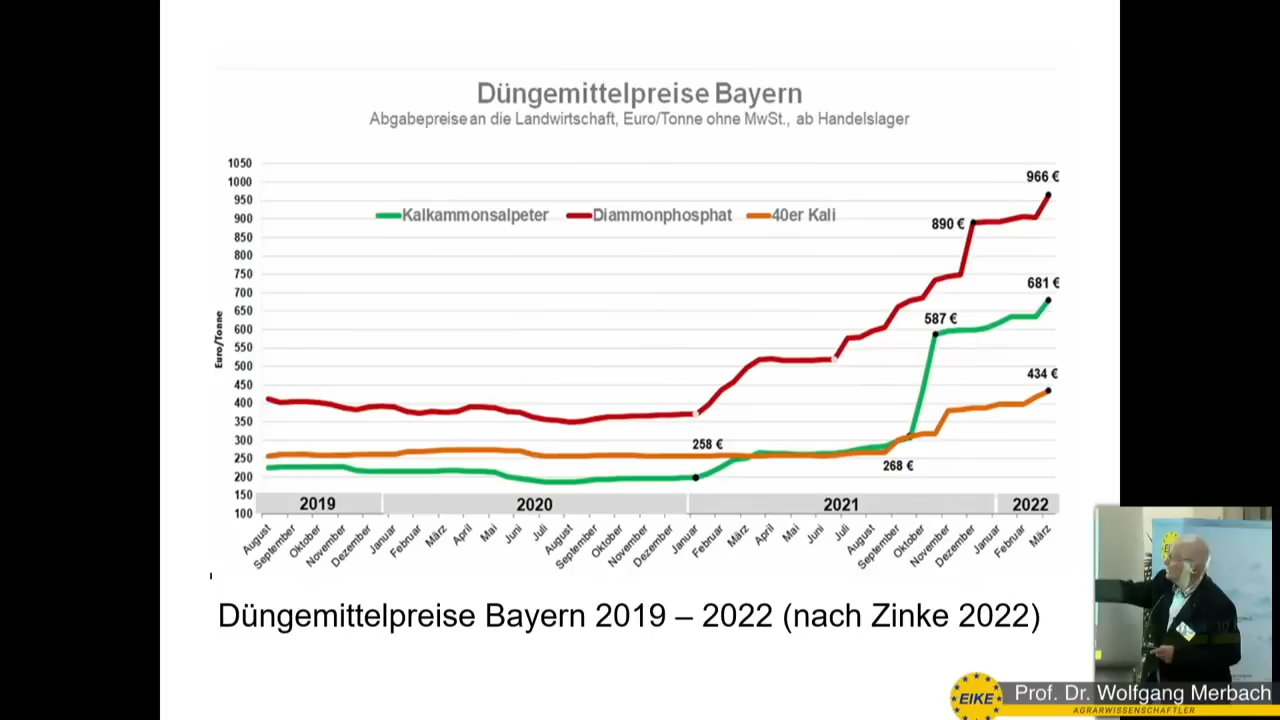 Düngemittelpreise Bayern
Abgabepreise an die Landwirtschaft, Euro/Tonne ohne MwSt., ab Handelslager
1050
1000
950
900
850
800
750
700
650
600
550
500
450
400
350
300
250
200
150
100
Euro/Tonne
Kalkammonsalpeter Diammonphosphat 40er Kali
966 €
890 €
681 €
587 €
434 €
258 €
268 €
2019 2020 2021 2022
August September Oktober November Dezember Januar Februar März April Mai Juni Juli August September Oktober November Dezember Januar Februar März April Mai Juni Juli August September Oktober November Dezember Januar Februar März
Düngemittelpreise Bayern 2019 – 2022 (nach Zinke 2022)
EIKE
Prof. Dr. Wolfgang Merbach
AGRARWISSENSCHAFTLER